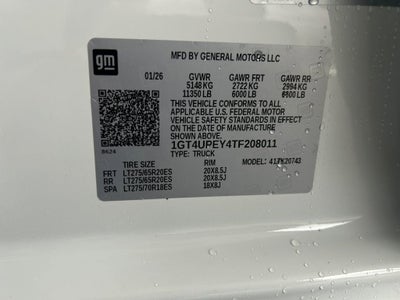 gm
MFD BY GENERAL MOTORS LLC
01/26 GVWR GAWR FRT GAWR RR
5148 KG 2722 KG 2994 KG
11350 LB 6000 LB 6600 LB
THIS VEHICLE CONFORMS TO ALL
APPLICABLE U.S. FEDERAL MOTOR
VEHICLE SAFETY STANDARDS IN EFFECT
ON THE DATE OF MANUFACTURE
SHOWN ABOVE.
1GT4UPEY4TF208011
TYPE: TRUCK
8624
MODEL:
TIRE SIZE RIM
FRT LT275/65R20ES 20X8.5J
RR LT275/65R20ES 20X8.5J
SPA LT275/70R18ES 18X8J